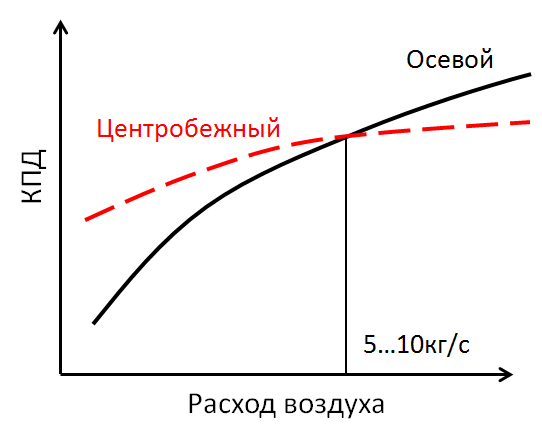 Осевой
Центробежный
КПД
5...10кг/с
Расход воздуха